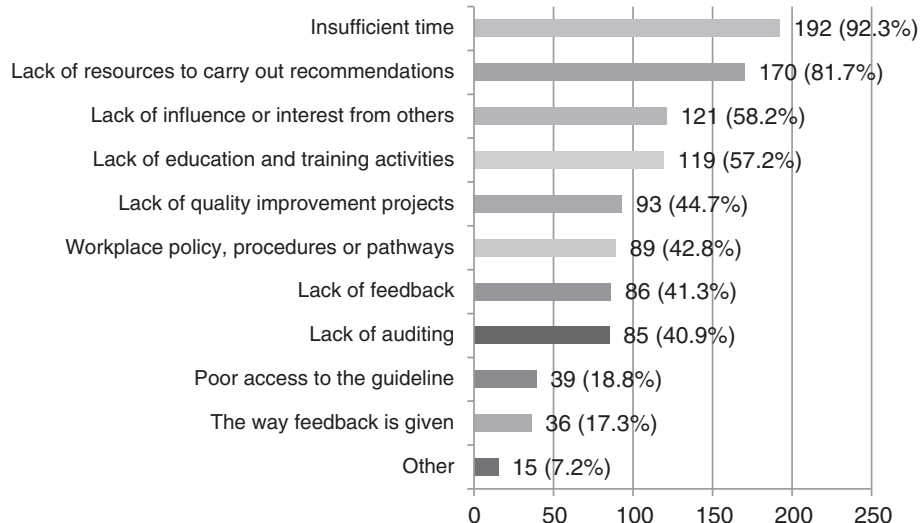 Insufficient time 192 (92.3%)
Lack of resources to carry out recommendations 170 (81.7%)
Lack of influence or interest from others 121 (58.2%)
Lack of education and training activities 119 (57.2%)
Lack of quality improvement projects 93 (44.7%)
Workplace policy, procedures or pathways 89 (42.8%)
Lack of feedback 86 (41.3%)
Lack of auditing 85 (40.9%)
Poor access to the guideline 39 (18.8%)
The way feedback is given 36 (17.3%)
Other 15 (7.2%)
0 50 100 150 200 250